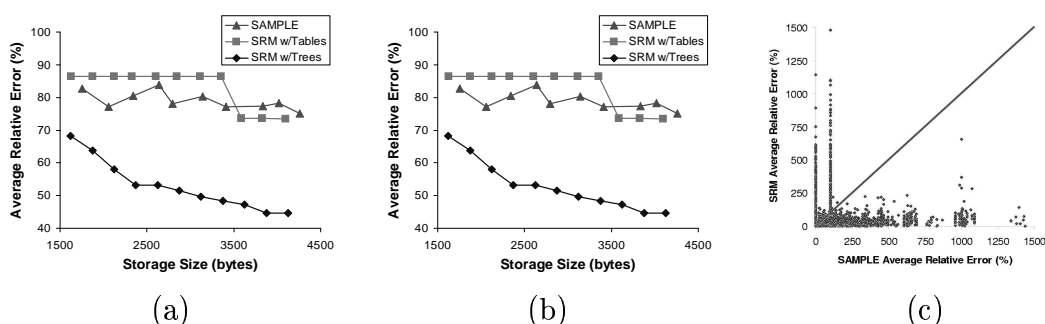 SAMPLE
SRM w/Tables
SRM w/Trees
Average Relative Error (%)
100
90
80
70
60
50
40
1500 2500 3500 4500
Storage Size (bytes)
(a)
SAMPLE
SRM w/Tables
SRM w/Trees
Average Relative Error (%)
100
90
80
70
60
50
40
1500 2500 3500 4500
Storage Size (bytes)
(b)
SRM Average Relative Error (%)
1500
1250
1000
750
500
250
0
0 250 500 750 1000 1250 1500
SAMPLE Average Relative Error (%)
(c)